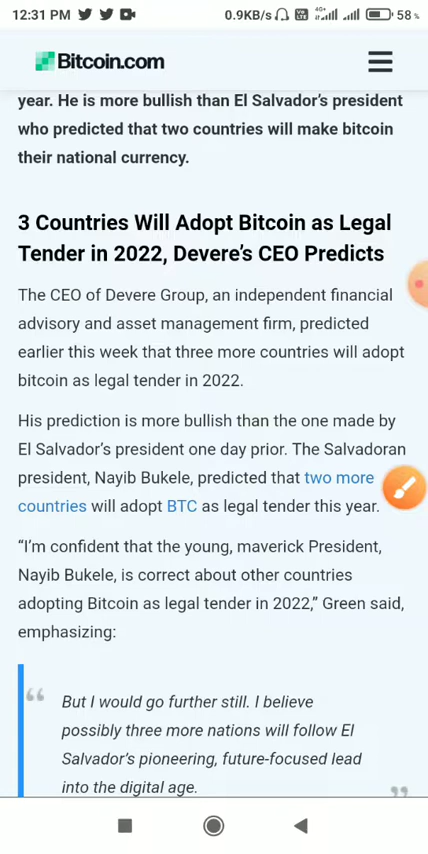 12:31 PM 0.9KB/s Vo LTE 4G+ 58%
Bitcoin.com
year. He is more bullish than El Salvador’s president
who predicted that two countries will make bitcoin
their national currency.
3 Countries Will Adopt Bitcoin as Legal
Tender in 2022, Devere’s CEO Predicts
The CEO of Devere Group, an independent financial
advisory and asset management firm, predicted
earlier this week that three more countries will adopt
bitcoin as legal tender in 2022.
His prediction is more bullish than the one made by
El Salvador’s president one day prior. The Salvadoran
president, Nayib Bukele, predicted that two more
countries will adopt BTC as legal tender this year.
“I’m confident that the young, maverick President,
Nayib Bukele, is correct about other countries
adopting Bitcoin as legal tender in 2022,” Green said,
emphasizing:
“ But I would go further still. I believe
possibly three more nations will follow El
Salvador’s pioneering, future-focused lead
into the digital age. ”